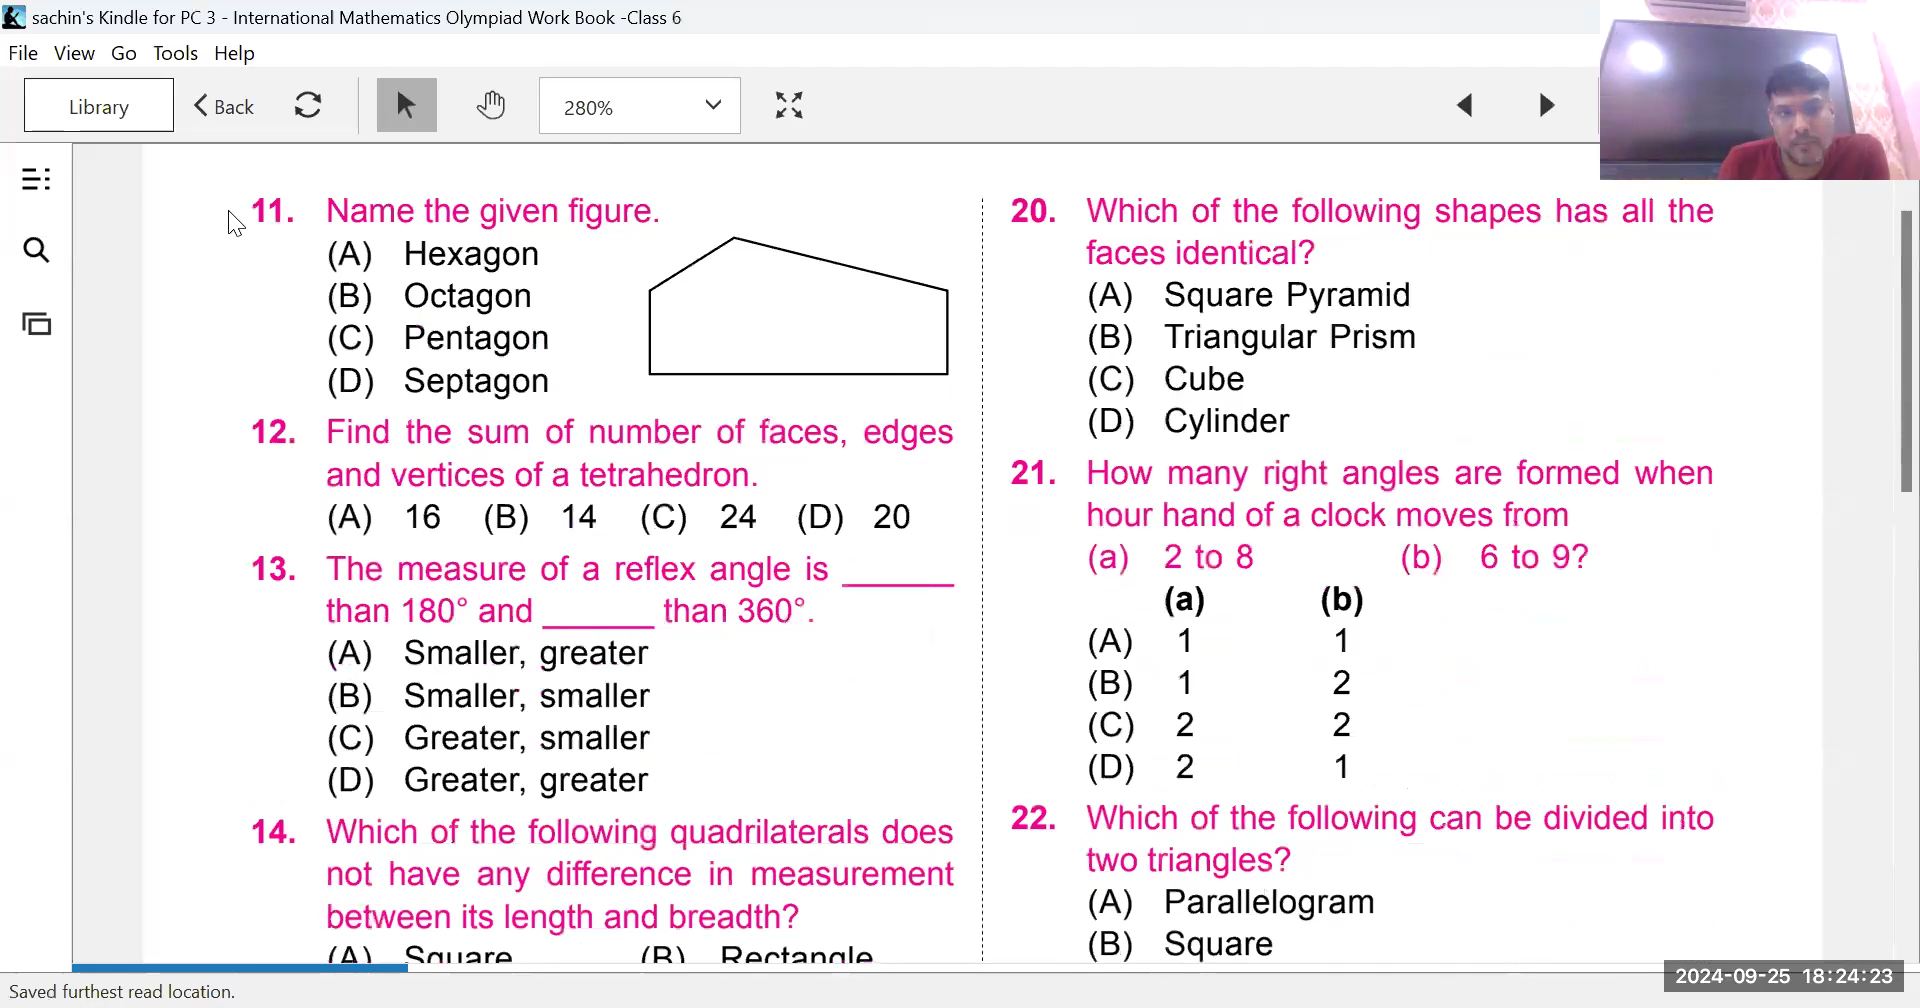 sachin's Kindle for PC 3 - International Mathematics Olympiad Work Book -Class 6
File View Go Tools Help
Library Back 280%
11. Name the given figure.
(A) Hexagon
(B) Octagon
(C) Pentagon
(D) Septagon
12. Find the sum of number of faces, edges
and vertices of a tetrahedron.
(A) 16 (B) 14 (C) 24 (D) 20
13. The measure of a reflex angle is ______
than 180° and ______ than 360°.
(A) Smaller, greater
(B) Smaller, smaller
(C) Greater, smaller
(D) Greater, greater
14. Which of the following quadrilaterals does
not have any difference in measurement
between its length and breadth?
(A) Square (B) Rectangle
20. Which of the following shapes has all the
faces identical?
(A) Square Pyramid
(B) Triangular Prism
(C) Cube
(D) Cylinder
21. How many right angles are formed when
hour hand of a clock moves from
(a) 2 to 8 (b) 6 to 9?
(a) (b)
(A) 1 1
(B) 1 2
(C) 2 2
(D) 2 1
22. Which of the following can be divided into
two triangles?
(A) Parallelogram
(B) Square
Saved furthest read location.
2024-09-25 18:24:23